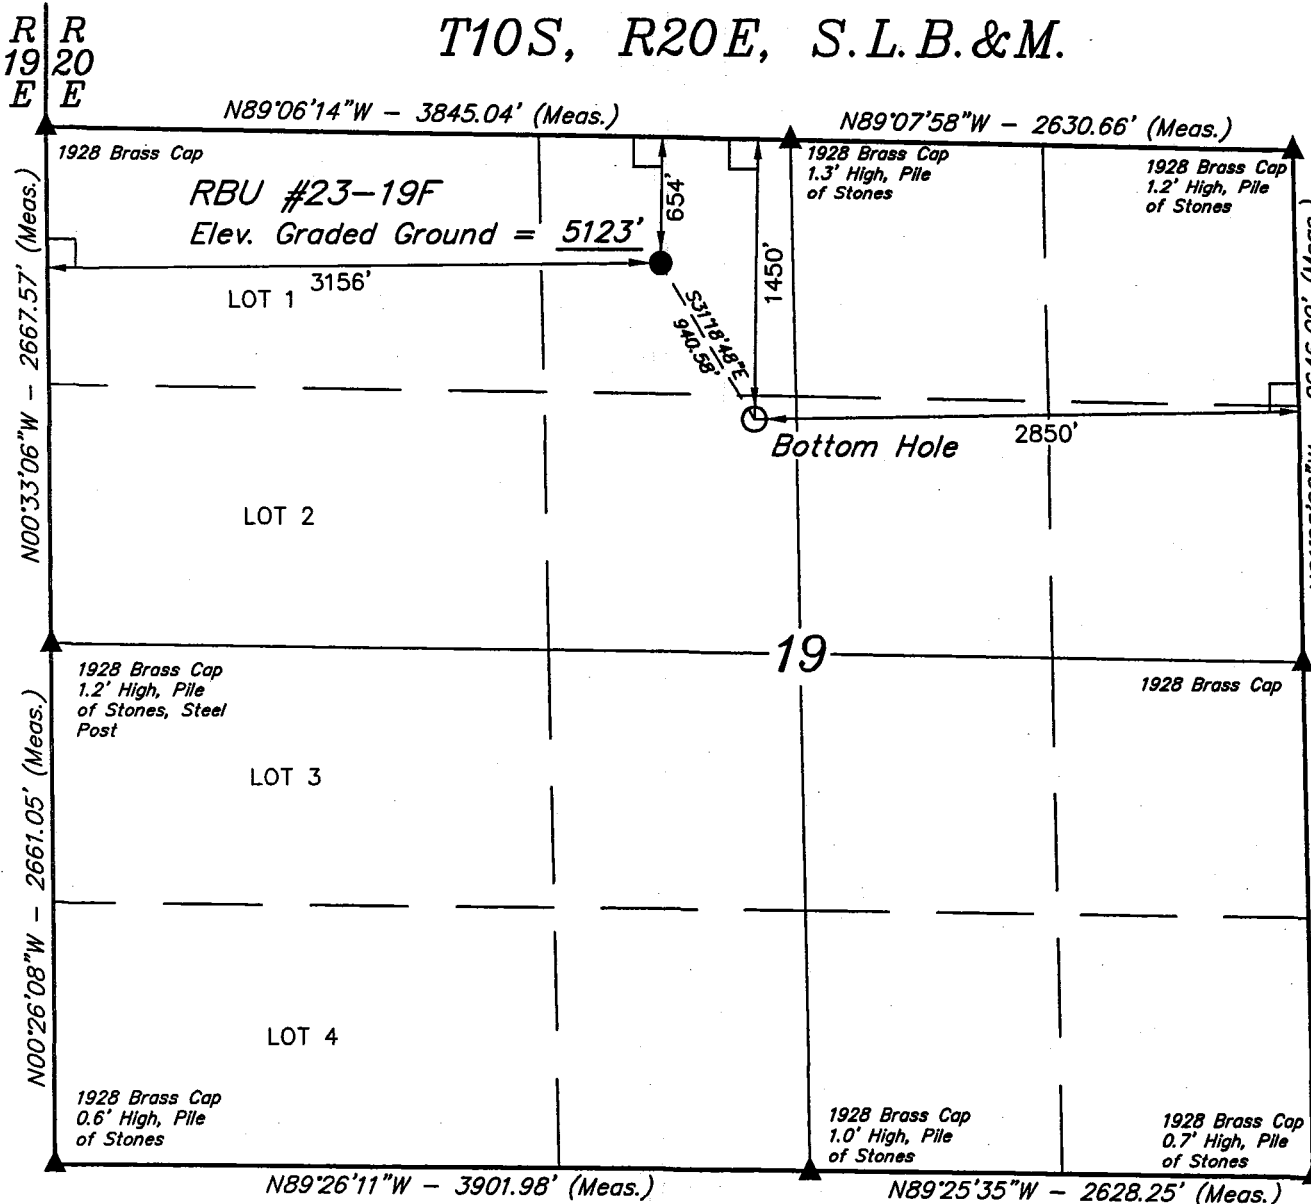 T10S, R20E, S.L.B.&M.
R R
19 20
E E
N89°06'14"W - 3845.04' (Meas.)
N89°07'58"W - 2630.66' (Meas.)
1928 Brass Cap
1928 Brass Cap
1.3' High, Pile
of Stones
1928 Brass Cap
1.2' High, Pile
of Stones
RBU #23-19F
Elev. Graded Ground = 5123'
654'
1450'
3156'
LOT 1
S31°18'48"E
940.58'
N00°33'06"W - 2667.57' (Meas.)
Bottom Hole
2850'
LOT 2
19
1928 Brass Cap
1.2' High, Pile
of Stones, Steel
Post
1928 Brass Cap
LOT 3
N00°26'08"W - 2661.05' (Meas.)
LOT 4
1928 Brass Cap
0.6' High, Pile
of Stones
1928 Brass Cap
1.0' High, Pile
of Stones
1928 Brass Cap
0.7' High, Pile
of Stones
N89°26'11"W - 3901.98' (Meas.)
N89°25'35"W - 2628.25' (Meas.)